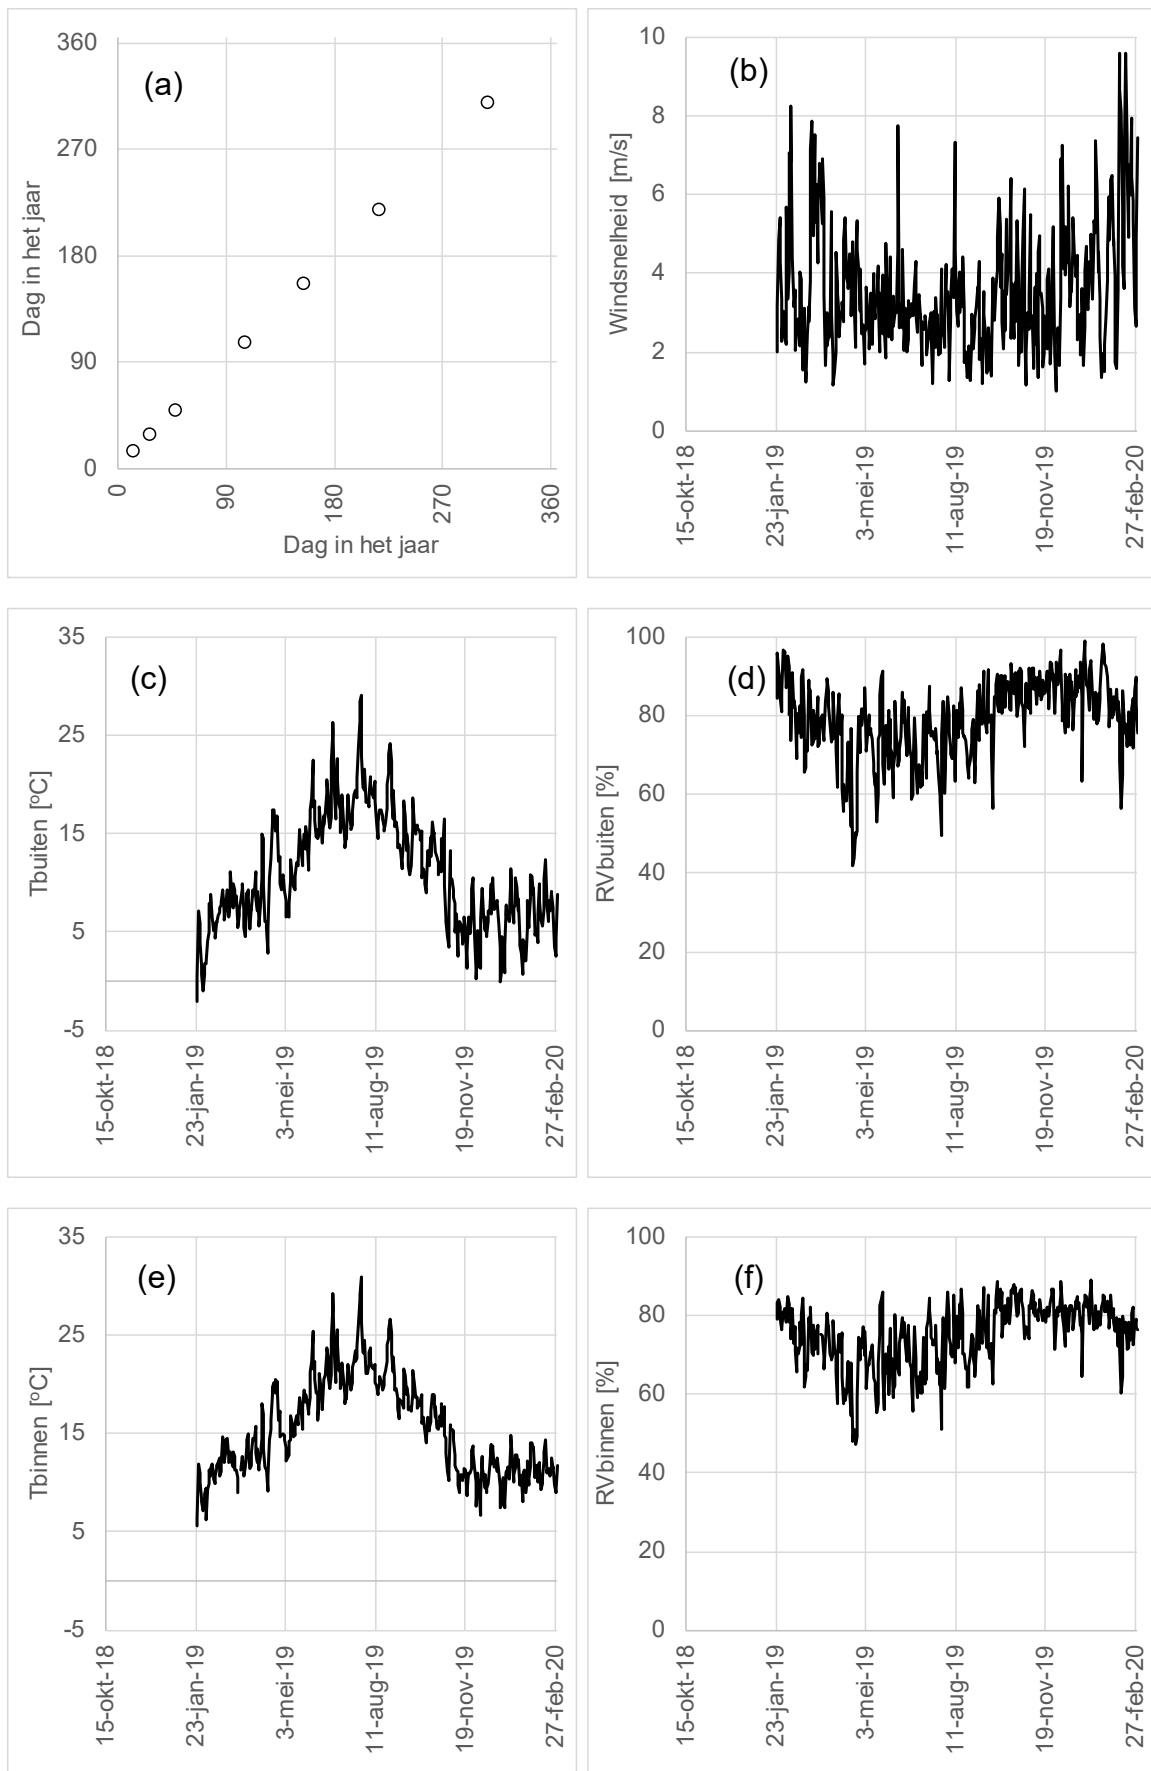 (a)
360
270
180
90
0
Dag in het jaar
0
90
180
270
360
Dag in het jaar
(b)
10
8
6
4
2
0
Windsnelheid [m/s]
15-okt-18
23-jan-19
3-mei-19
11-aug-19
19-nov-19
27-feb-20
(c)
35
25
15
5
-5
Tbuiten [ºC]
15-okt-18
23-jan-19
3-mei-19
11-aug-19
19-nov-19
27-feb-20
(d)
100
80
60
40
20
0
RVbuiten [%]
15-okt-18
23-jan-19
3-mei-19
11-aug-19
19-nov-19
27-feb-20
(e)
35
25
15
5
-5
Tbinnen [ºC]
15-okt-18
23-jan-19
3-mei-19
11-aug-19
19-nov-19
27-feb-20
(f)
100
80
60
40
20
0
RVbinnen [%]
15-okt-18
23-jan-19
3-mei-19
11-aug-19
19-nov-19
27-feb-20